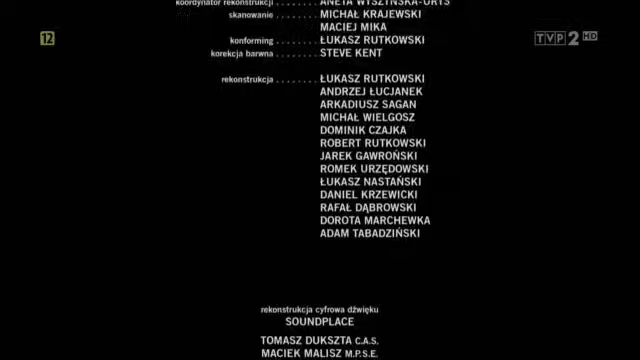 koordynator rekonstrukcji . . . . . . . . ANETA WYSZYŃSKA-ORYS
skanowanie . . . . . . . . MICHAŁ KRAJEWSKI
MACIEJ MIKA
konforming . . . . . . . . ŁUKASZ RUTKOWSKI
korekcja barwna . . . . . . . . STEVE KENT
12
TVP2 HD
rekonstrukcja . . . . . . . . ŁUKASZ RUTKOWSKI
ANDRZEJ ŁUCJANEK
ARKADIUSZ SAGAN
MICHAŁ WIELGOSZ
DOMINIK CZAJKA
ROBERT RUTKOWSKI
JAREK GAWROŃSKI
ROMEK URZĘDOWSKI
ŁUKASZ NASTAŃSKI
DANIEL KRZEWICKI
RAFAŁ DĄBROWSKI
DOROTA MARCHEWKA
ADAM TABADZIŃSKI
rekonstrukcja cyfrowa dźwięku
SOUNDPLACE
TOMASZ DUKSZTA C.A.S.
MACIEK MALISZ M.P.S.E.